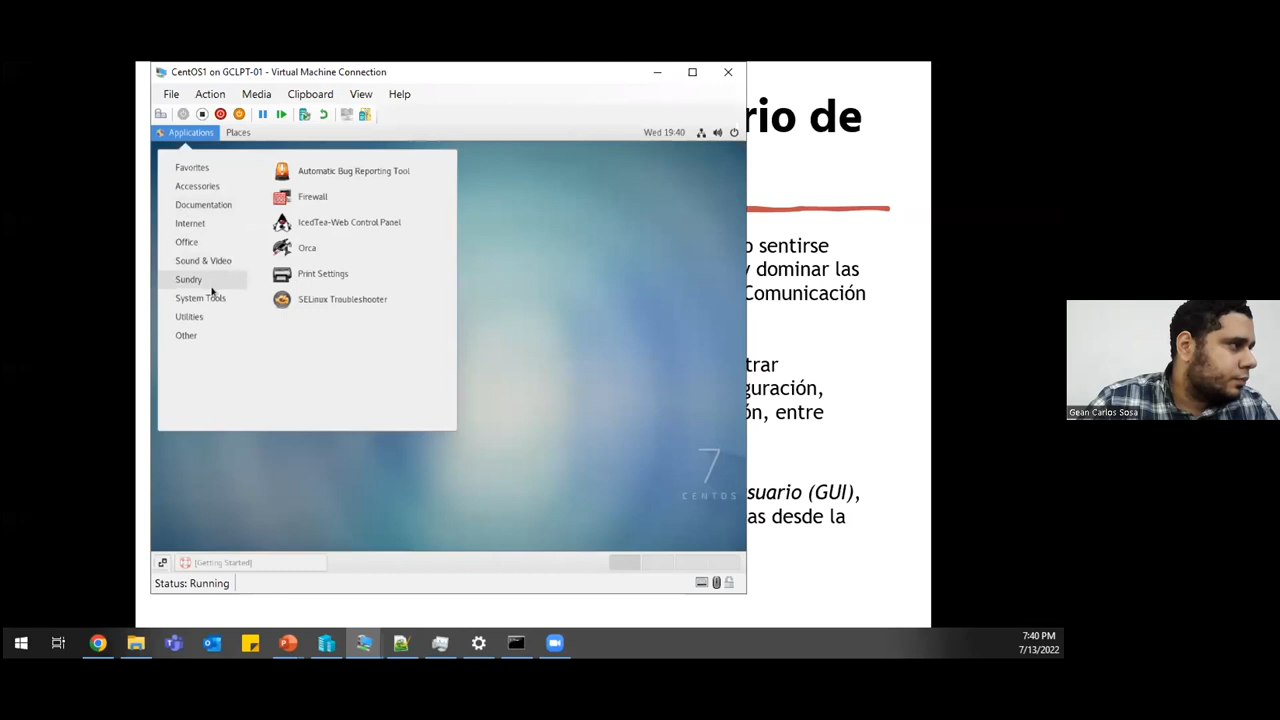 CentOS1 on GCLPT-01 - Virtual Machine Connection
File Action Media Clipboard View Help
Applications Places Wed 19:40
Favorites
Accessories
Documentation
Internet
Office
Sound & Video
Sundry
System Tools
Utilities
Other
Automatic Bug Reporting Tool
Firewall
IcedTea-Web Control Panel
Orca
Print Settings
SELinux Troubleshooter
7
CENTOS
[Getting Started]
Status: Running
rio de
o sentirse
y dominar las
Comunicación
trar
guración,
ón, entre
suario (GUI),
as desde la
Gean Carlos Sosa
7:40 PM
7/13/2022